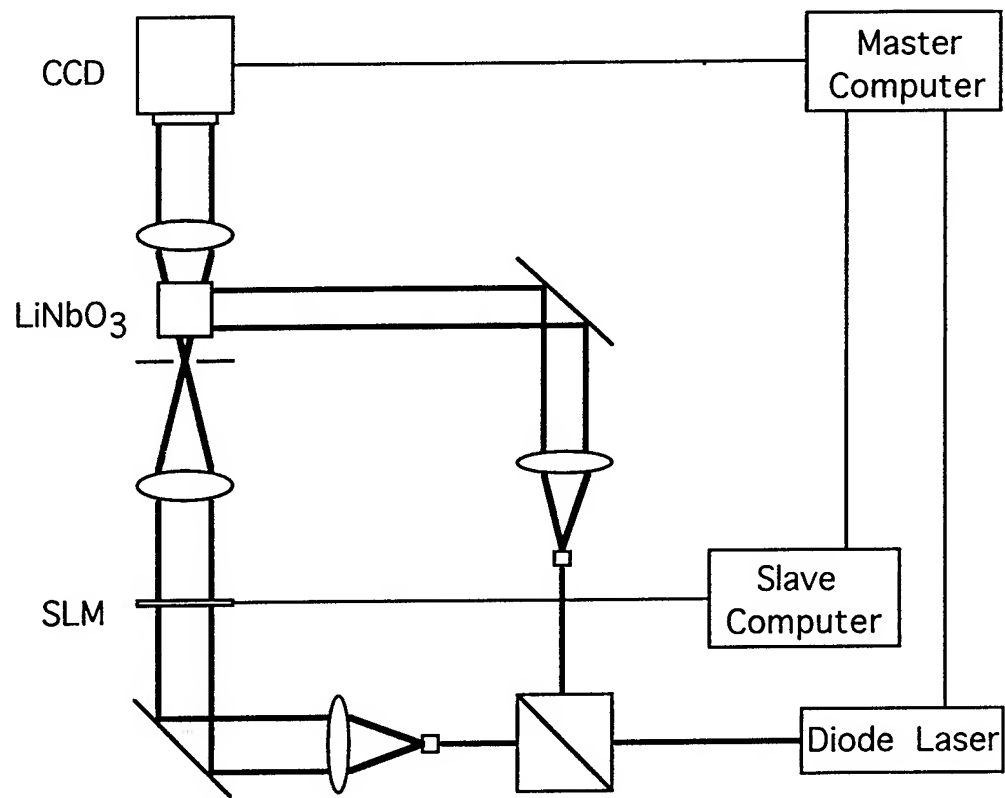 CCD
Master
Computer
LiNbO3
SLM
Slave
Computer
Diode Laser